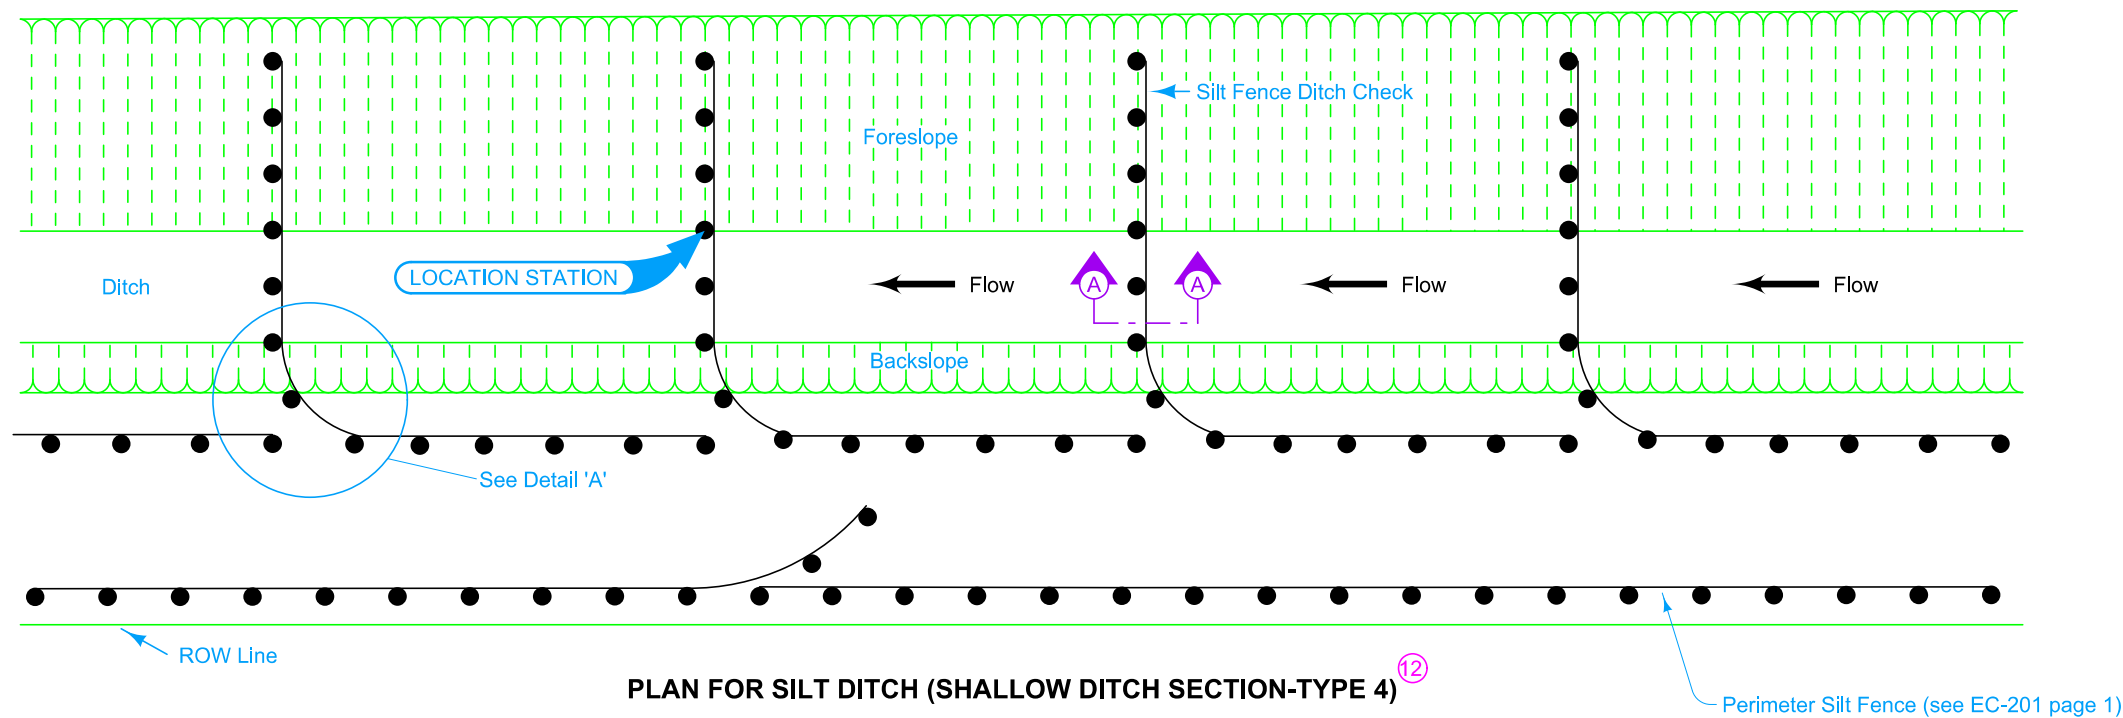 Silt Fence Ditch Check
Foreslope
LOCATION STATION
Ditch
Flow
A
A
Flow
Flow
Backslope
See Detail 'A'
ROW Line
PLAN FOR SILT DITCH (SHALLOW DITCH SECTION-TYPE 4)
12
Perimeter Silt Fence (see EC-201 page 1)